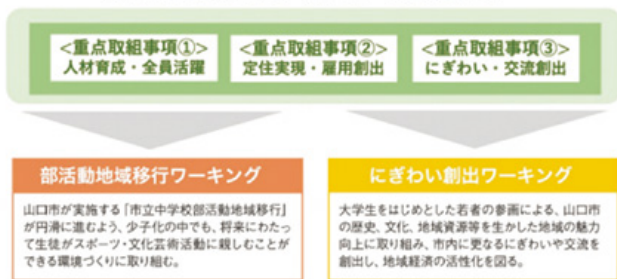 <重点取組事項①>
人材育成・全員活躍
<重点取組事項②>
定住実現・雇用創出
<重点取組事項③>
にぎわい・交流創出
部活動地域移行ワーキング
山口市が実施する「市立中学校部活動地域移行」
が円滑に進むよう、少子化の中でも、将来にわたっ
て生徒がスポーツ・文化芸術活動に親しむことが
できる環境づくりに取り組む。
にぎわい創出ワーキング
大学生をはじめとした若者の参画による、山口市
の歴史、文化、地域資源等を生かした地域の魅力
向上に取り組み、市内に更なるにぎわいや交流を
創出し、地域経済の活性化を図る。